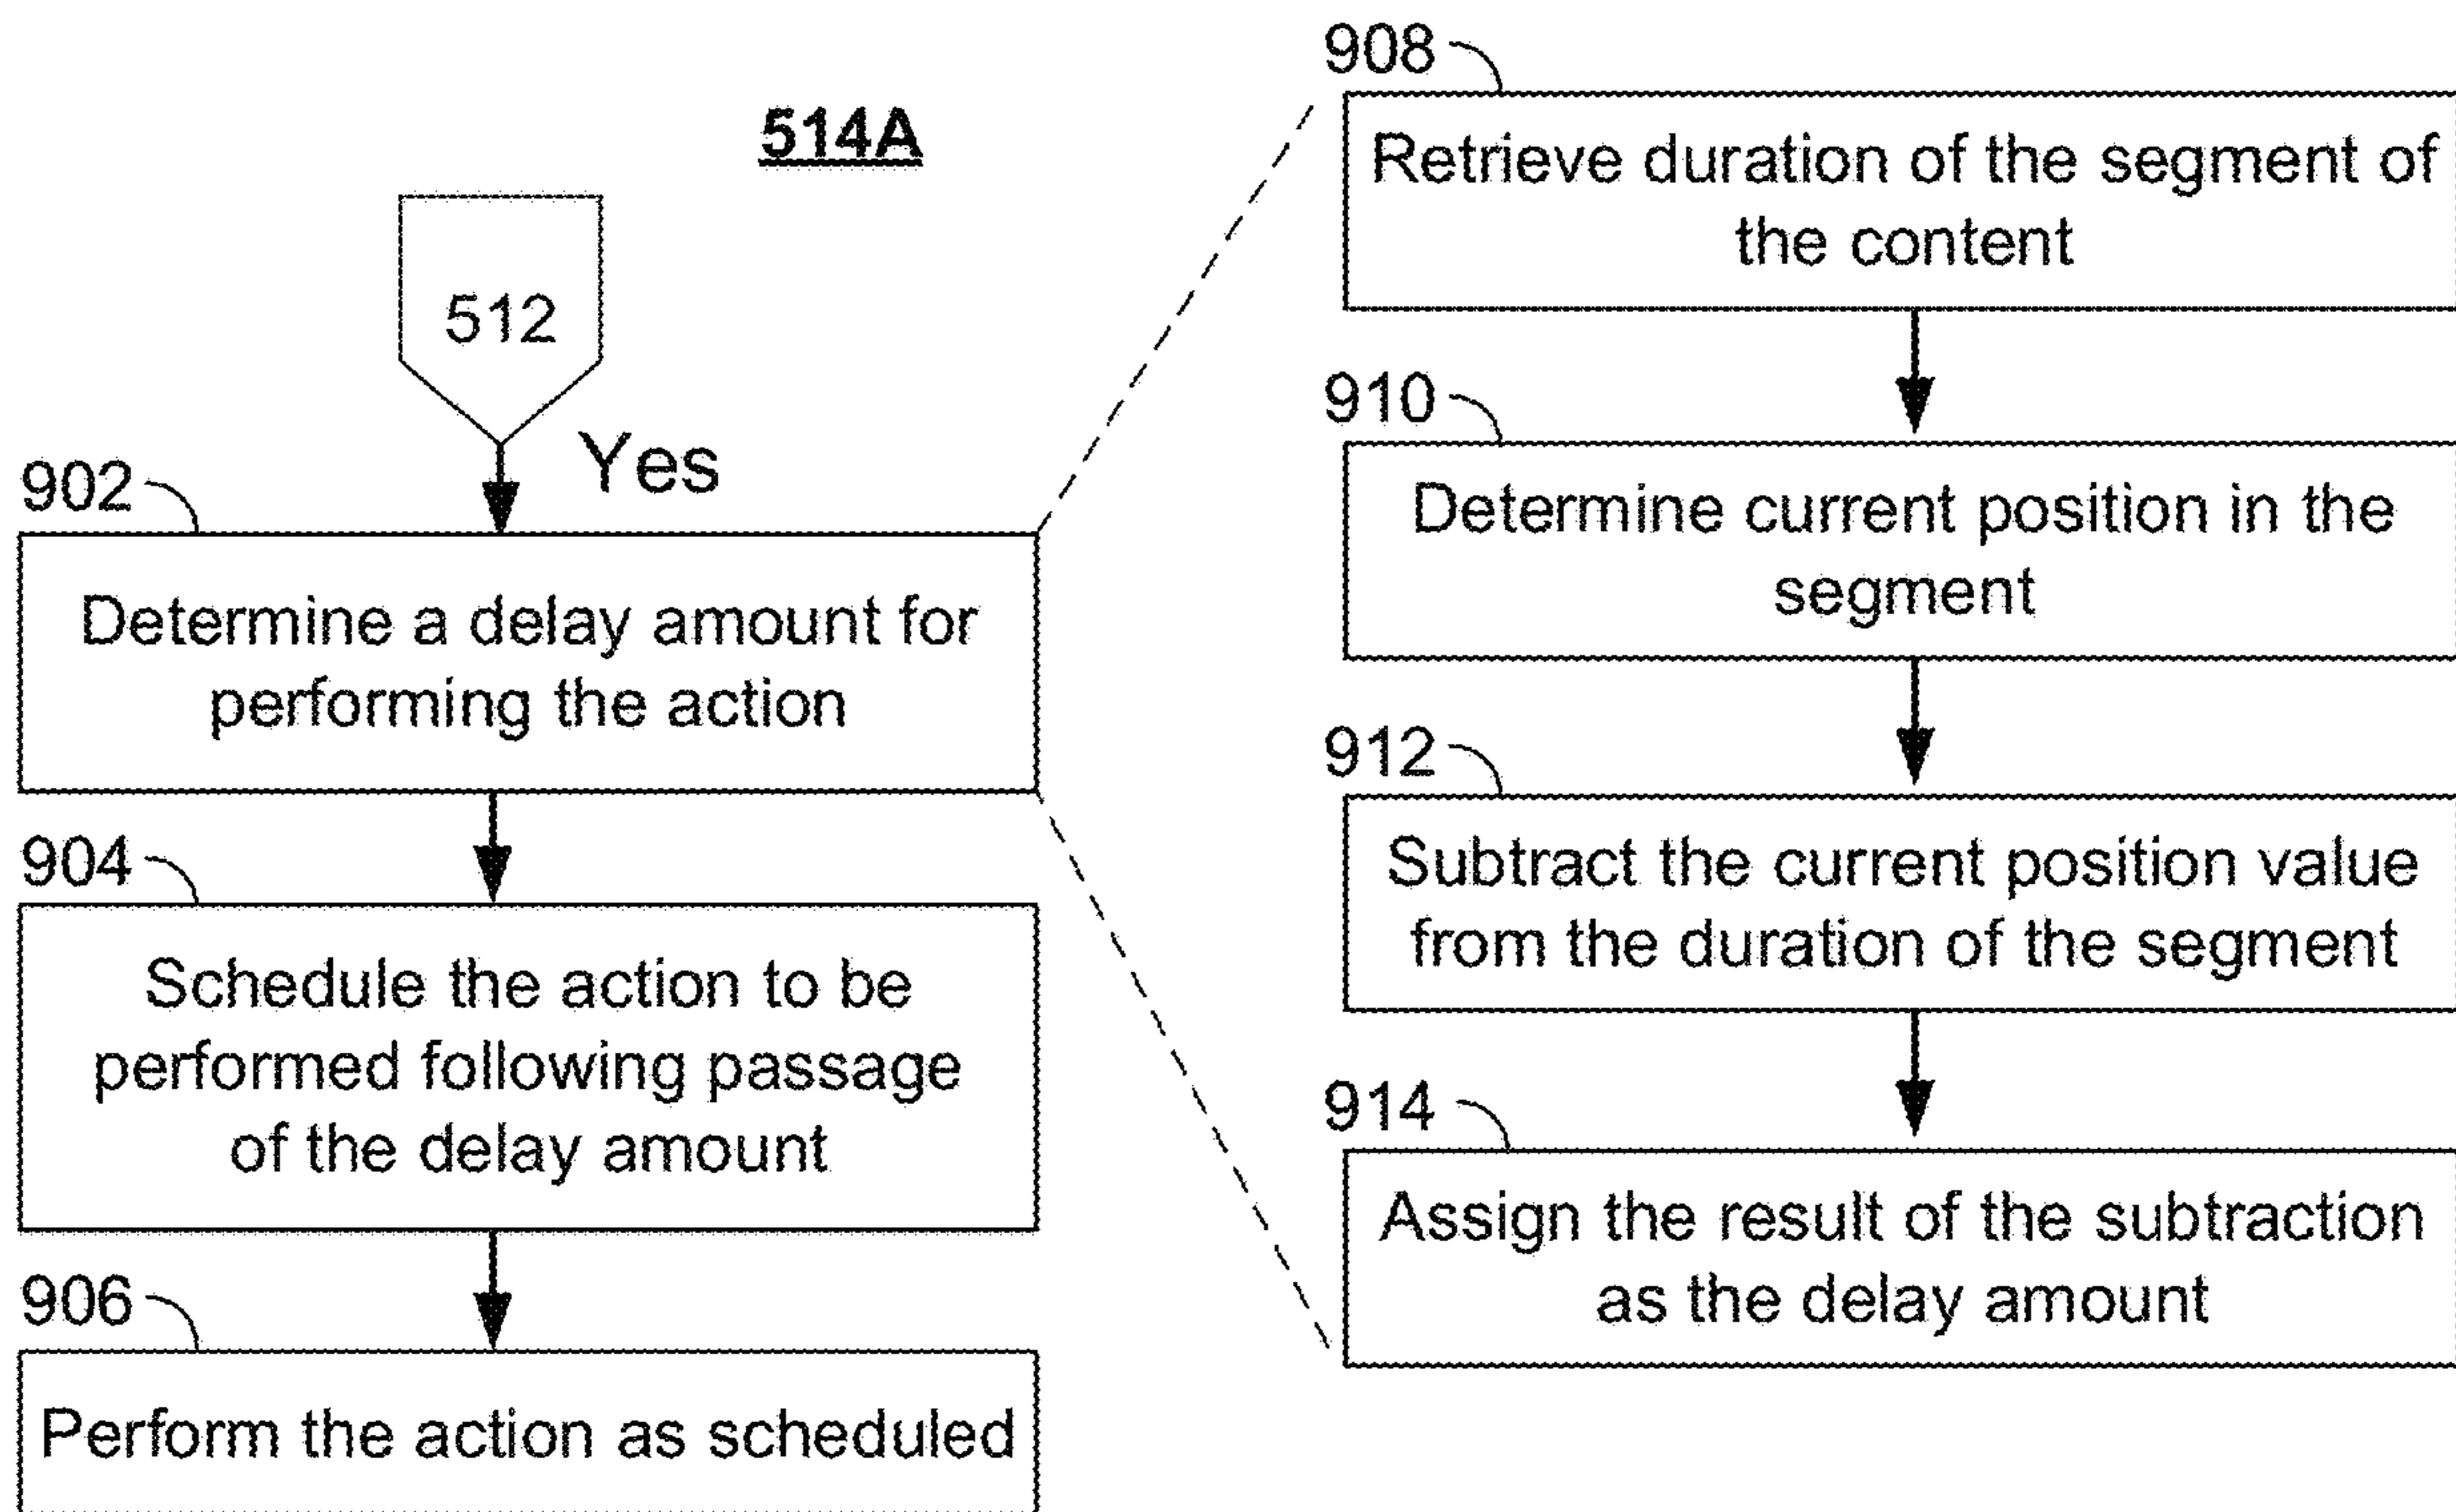 514A
512
Yes
902
Determine a delay amount for
performing the action
904
Schedule the action to be
performed following passage
of the delay amount
906
Perform the action as scheduled
908
Retrieve duration of the segment of
the content
910
Determine current position in the
segment
912
Subtract the current position value
from the duration of the segment
914
Assign the result of the subtraction
as the delay amount